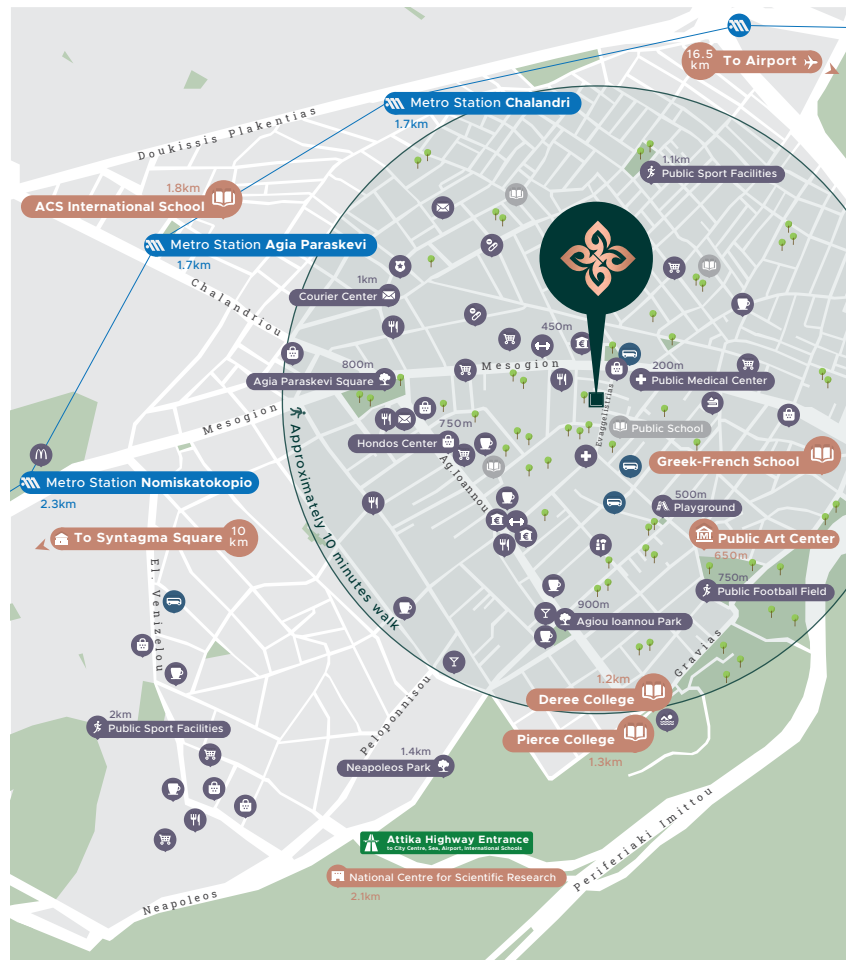 16.5
km
To Airport
Metro Station Chalandri
1.7km
Doukissis Plakentias
1.1km
Public Sport Facilities
1.8km
ACS International School
Metro Station Agia Paraskevi
1.7km
Chalandriou
1km
Courier Center
450m
Mesogion
800m
Agia Paraskevi Square
200m
Public Medical Center
Evaggelistrias
Mesogion
750m
Hondos Center
Public School
Ag.Ioannou
Greek-French School
Approximately 10 minutes walk
Metro Station Nomiskatokopio
2.3km
500m
Playground
To Syntagma Square
10
km
Public Art Center
650m
El. Venizelou
750m
Public Football Field
900m
Agiou Ioannou Park
Gravias
1.2km
Deree College
Peloponnisou
2km
Public Sport Facilities
Pierce College
1.3km
1.4km
Neapoleos Park
Periferiaki Imittou
Attika Highway Entrance
to City Centre, Sea, Airport, International Schools
National Centre for Scientific Research
2.1km
Neapoleos